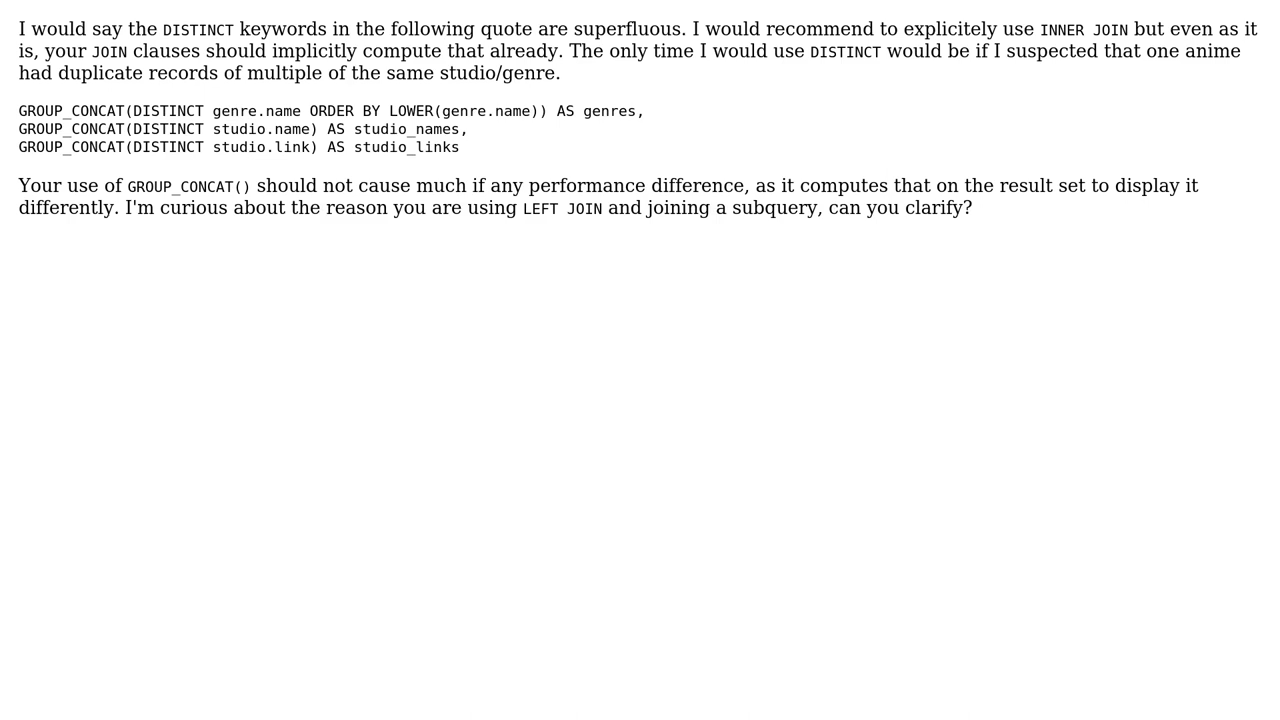 I would say the DISTINCT keywords in the following quote are superfluous. I would recommend to explicitely use INNER JOIN but even as it
is, your JOIN clauses should implicitly compute that already. The only time I would use DISTINCT would be if I suspected that one anime
had duplicate records of multiple of the same studio/genre.
GROUP_CONCAT(DISTINCT genre.name ORDER BY LOWER(genre.name)) AS genres,
GROUP_CONCAT(DISTINCT studio.name) AS studio_names,
GROUP_CONCAT(DISTINCT studio.link) AS studio_links
Your use of GROUP_CONCAT() should not cause much if any performance difference, as it computes that on the result set to display it
differently. I'm curious about the reason you are using LEFT JOIN and joining a subquery, can you clarify?